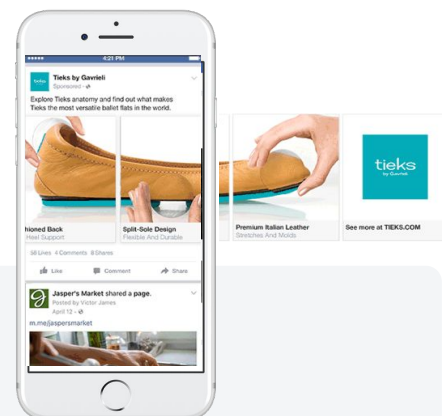 4:21 PM
tieks
Tieks by Gavrieli
Sponsored
Explore Tieks anatomy and find out what makes
Tieks the most versatile ballet flats in the world.
hioned Back
Heel Support
Split-Sole Design
Flexible And Durable
Premium Italian Leather
Stretches And Molds
tieks
by Gavrieli
See more at TIEKS.COM
58 Likes 4 Comments 8 Shares
Like
Comment
Share
Jasper's Market shared a page.
Posted by Victor James
April 12
m.me/jaspersmarket